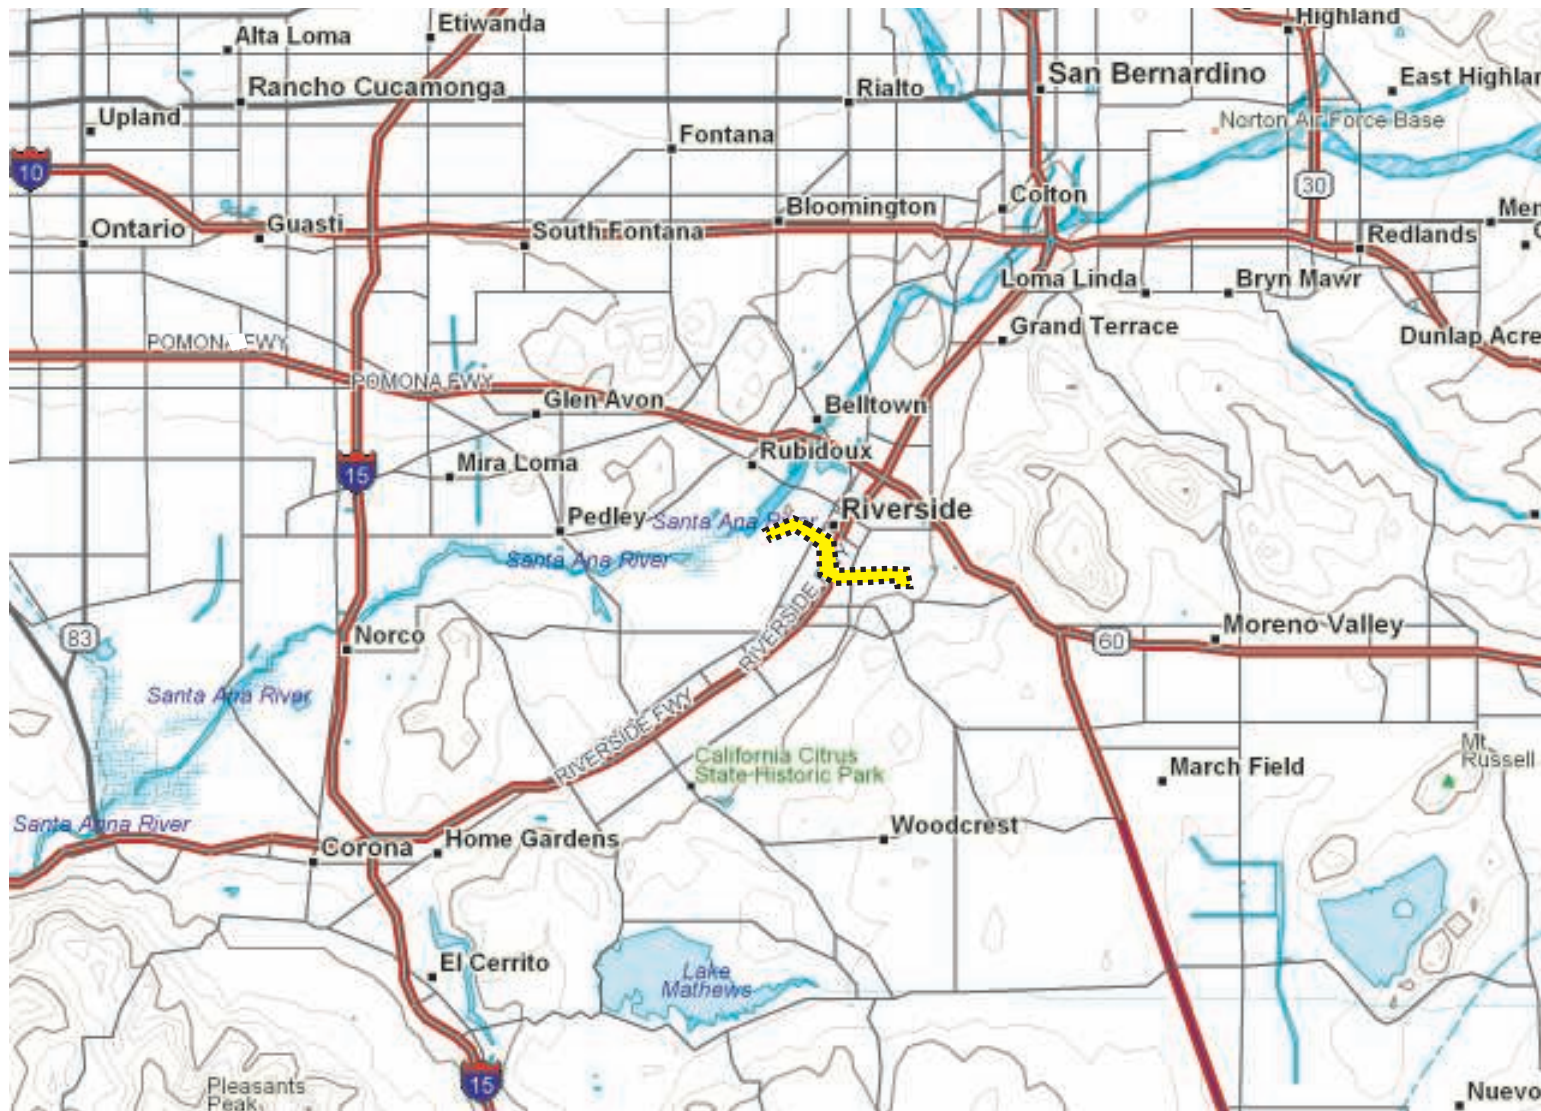 Etiwanda
Highland
Alta Loma
San Bernardino
East Highlan
Rancho Cucamonga
Rialto
Upland
Norton Air Force Base
Fontana
10
30
Colton
Bloomington
Men
Ontario
Guasti
South Fontana
Redlands
Loma Linda
Bryn Mawr
Grand Terrace
Dunlap Acre
POMONA FWY
POMONA FWY
Glen Avon
Belltown
Rubidoux
Mira Loma
15
Riverside
Pedley
Santa Ana River
Santa Ana River
83
Norco
RIVERSIDE
Moreno Valley
60
Santa Ana River
RIVERSIDE FWY
Mt
Russell
California Citrus
State Historic Park
March Field
Santa Anna River
Woodcrest
Home Gardens
Corona
El Cerrito
Lake
Mathews
15
Pleasants
Peak
Nuevo